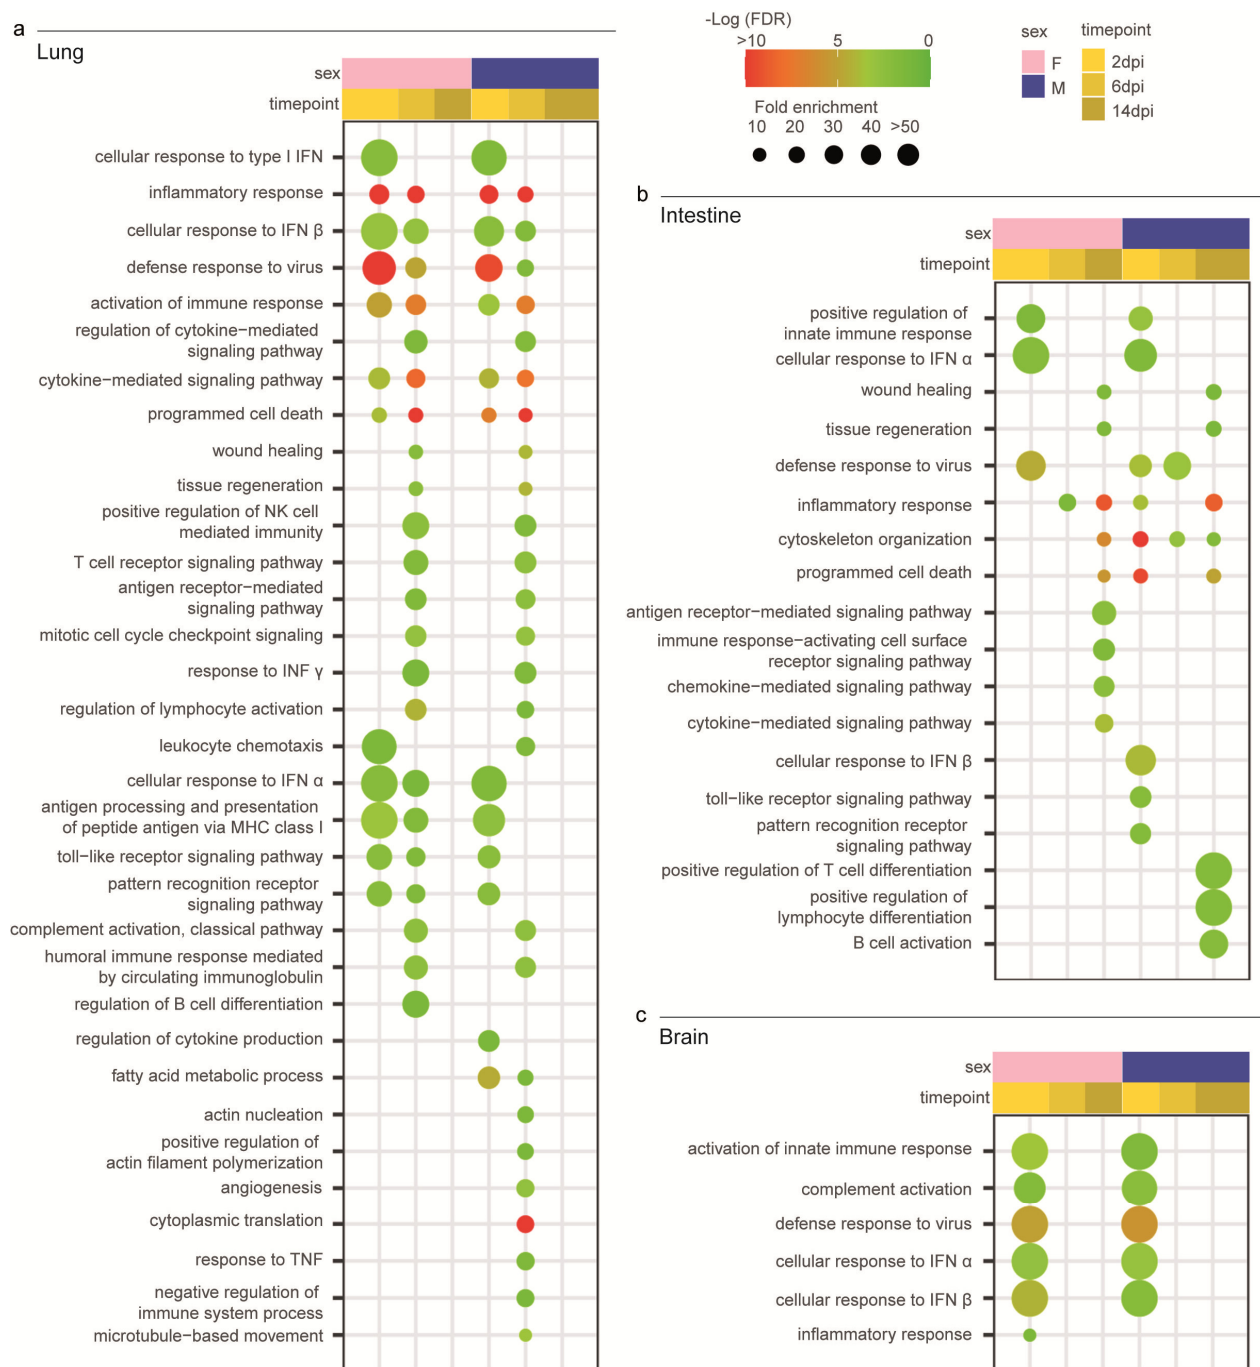 a
Lung
sex
timepoint
cellular response to type I IFN
inflammatory response
cellular response to IFN β
defense response to virus
activation of immune response
regulation of cytokine−mediated
signaling pathway
cytokine−mediated signaling pathway
programmed cell death
wound healing
tissue regeneration
positive regulation of NK cell
mediated immunity
T cell receptor signaling pathway
antigen receptor−mediated
signaling pathway
mitotic cell cycle checkpoint signaling
response to INF γ
regulation of lymphocyte activation
leukocyte chemotaxis
cellular response to IFN α
antigen processing and presentation
of peptide antigen via MHC class I
toll−like receptor signaling pathway
pattern recognition receptor
signaling pathway
complement activation, classical pathway
humoral immune response mediated
by circulating immunoglobulin
regulation of B cell differentiation
regulation of cytokine production
fatty acid metabolic process
actin nucleation
positive regulation of
actin filament polymerization
angiogenesis
cytoplasmic translation
response to TNF
negative regulation of
immune system process
microtubule−based movement
-Log (FDR)
>10 5 0
Fold enrichment
10 20 30 40 >50
sex
F
M
timepoint
2dpi
6dpi
14dpi
b
Intestine
sex
timepoint
positive regulation of
innate immune response
cellular response to IFN α
wound healing
tissue regeneration
defense response to virus
inflammatory response
cytoskeleton organization
programmed cell death
antigen receptor−mediated signaling pathway
immune response−activating cell surface
receptor signaling pathway
chemokine−mediated signaling pathway
cytokine−mediated signaling pathway
cellular response to IFN β
toll−like receptor signaling pathway
pattern recognition receptor
signaling pathway
positive regulation of T cell differentiation
positive regulation of
lymphocyte differentiation
B cell activation
c
Brain
sex
timepoint
activation of innate immune response
complement activation
defense response to virus
cellular response to IFN α
cellular response to IFN β
inflammatory response